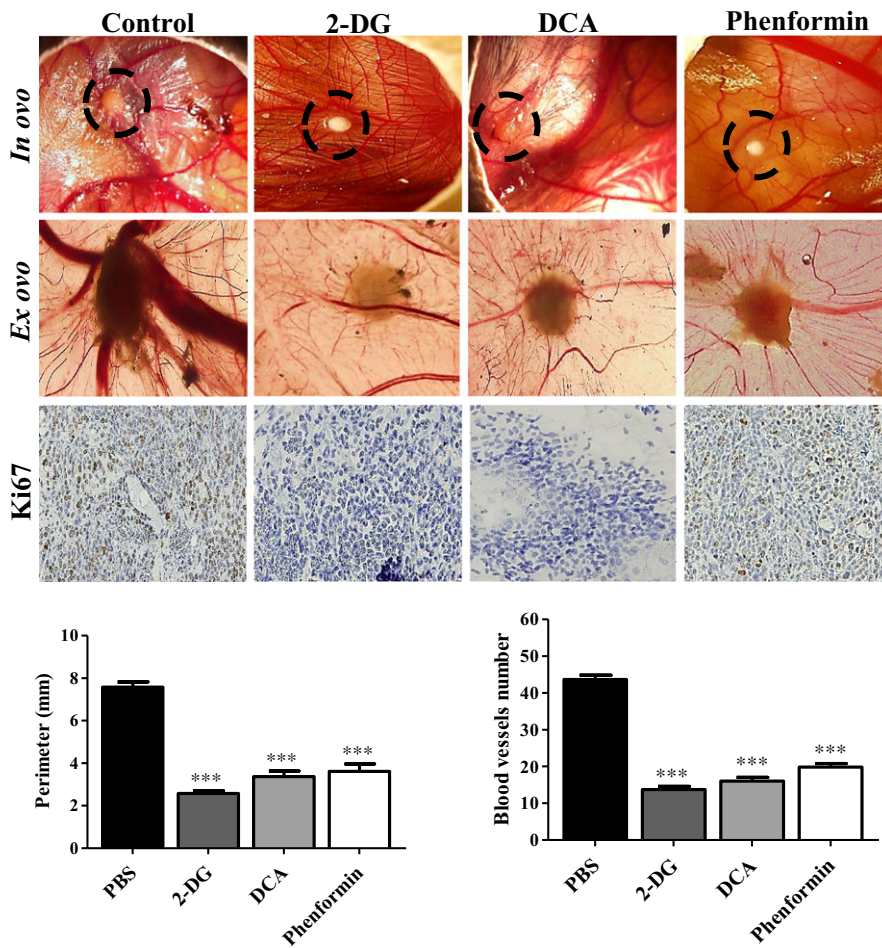 Control 2-DG DCA Phenformin
In ovo
Ex ovo
Ki67
Perimeter (mm)
10
8
6
4
2
0
***
***
***
PBS
2-DG
DCA
Phenformin
Blood vessels number
60
50
40
30
20
10
0
***
***
***
PBS
2-DG
DCA
Phenformin